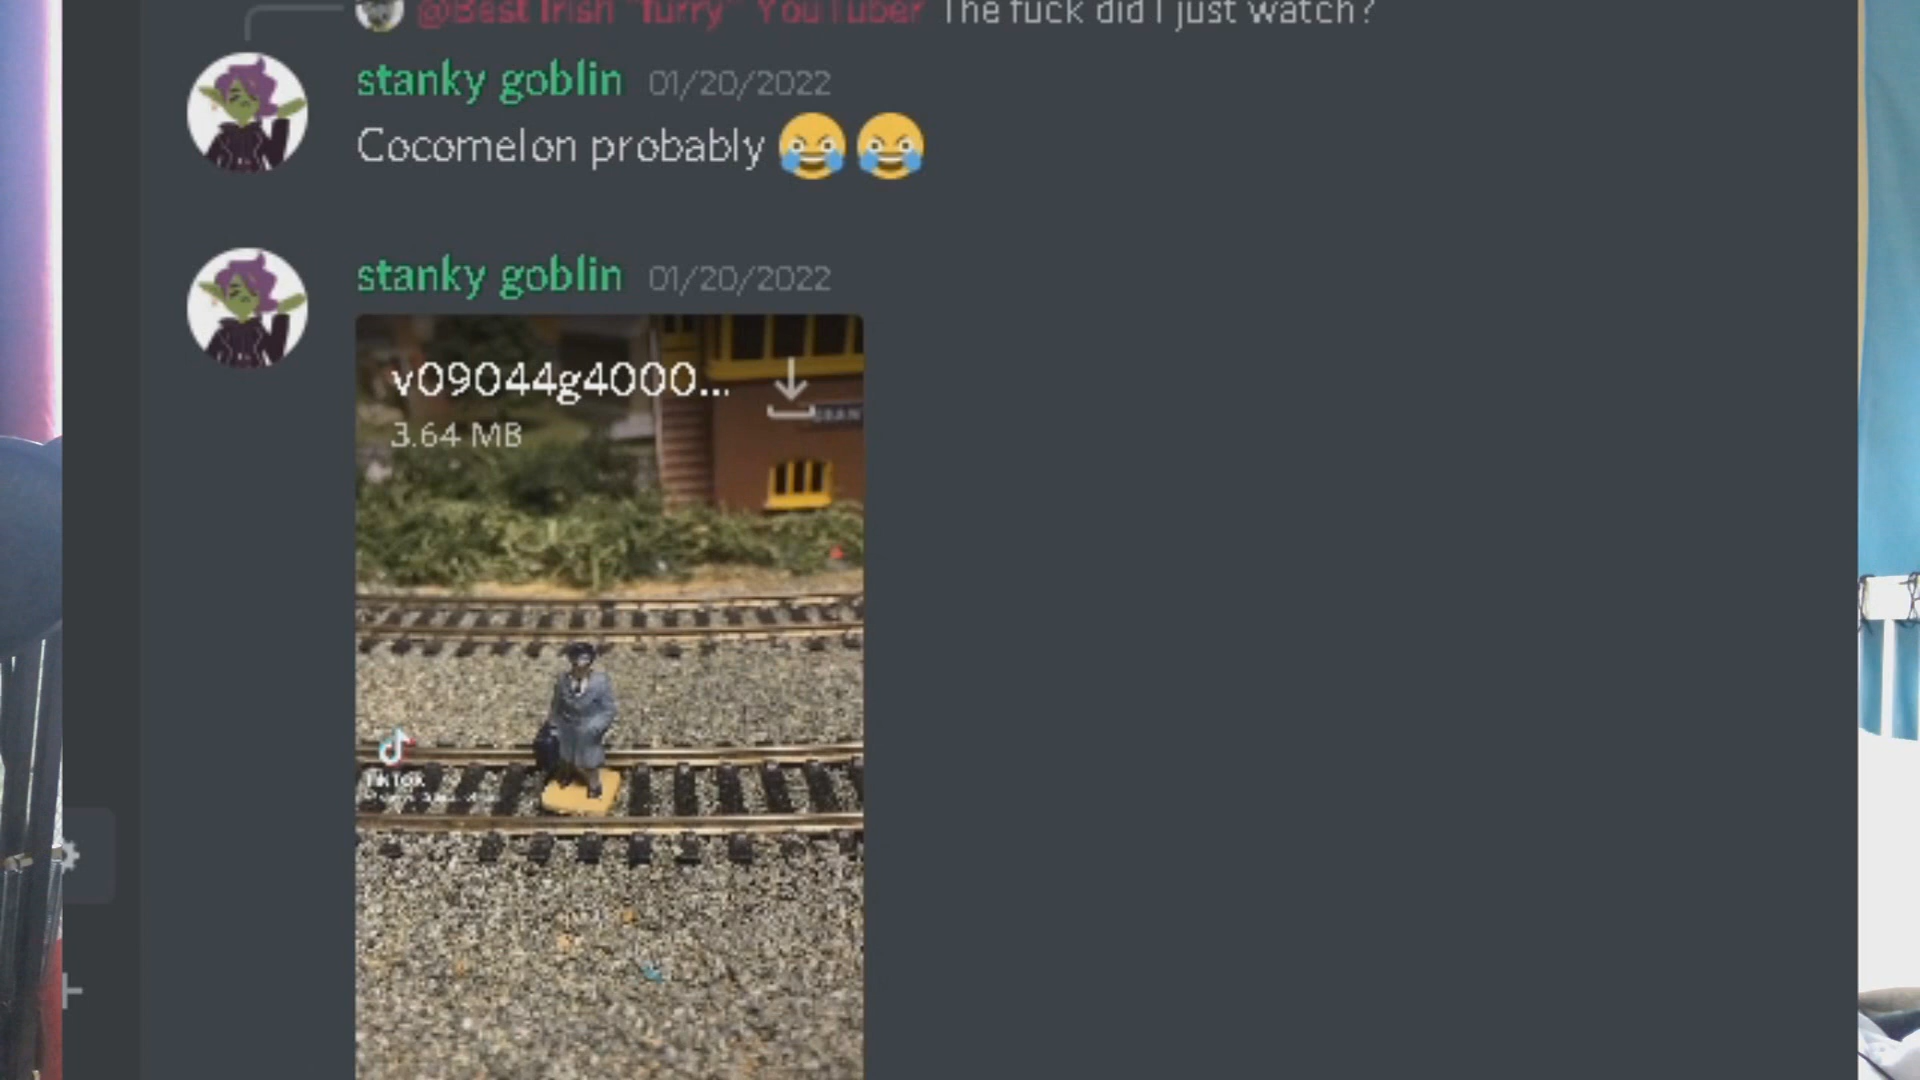 @Best Irish "furry" YouTuber The fuck did I just watch?
stanky goblin 01/20/2022
Cocomelon probably
stanky goblin 01/20/2022
v09044g4000...
3.64 MB
TikTok